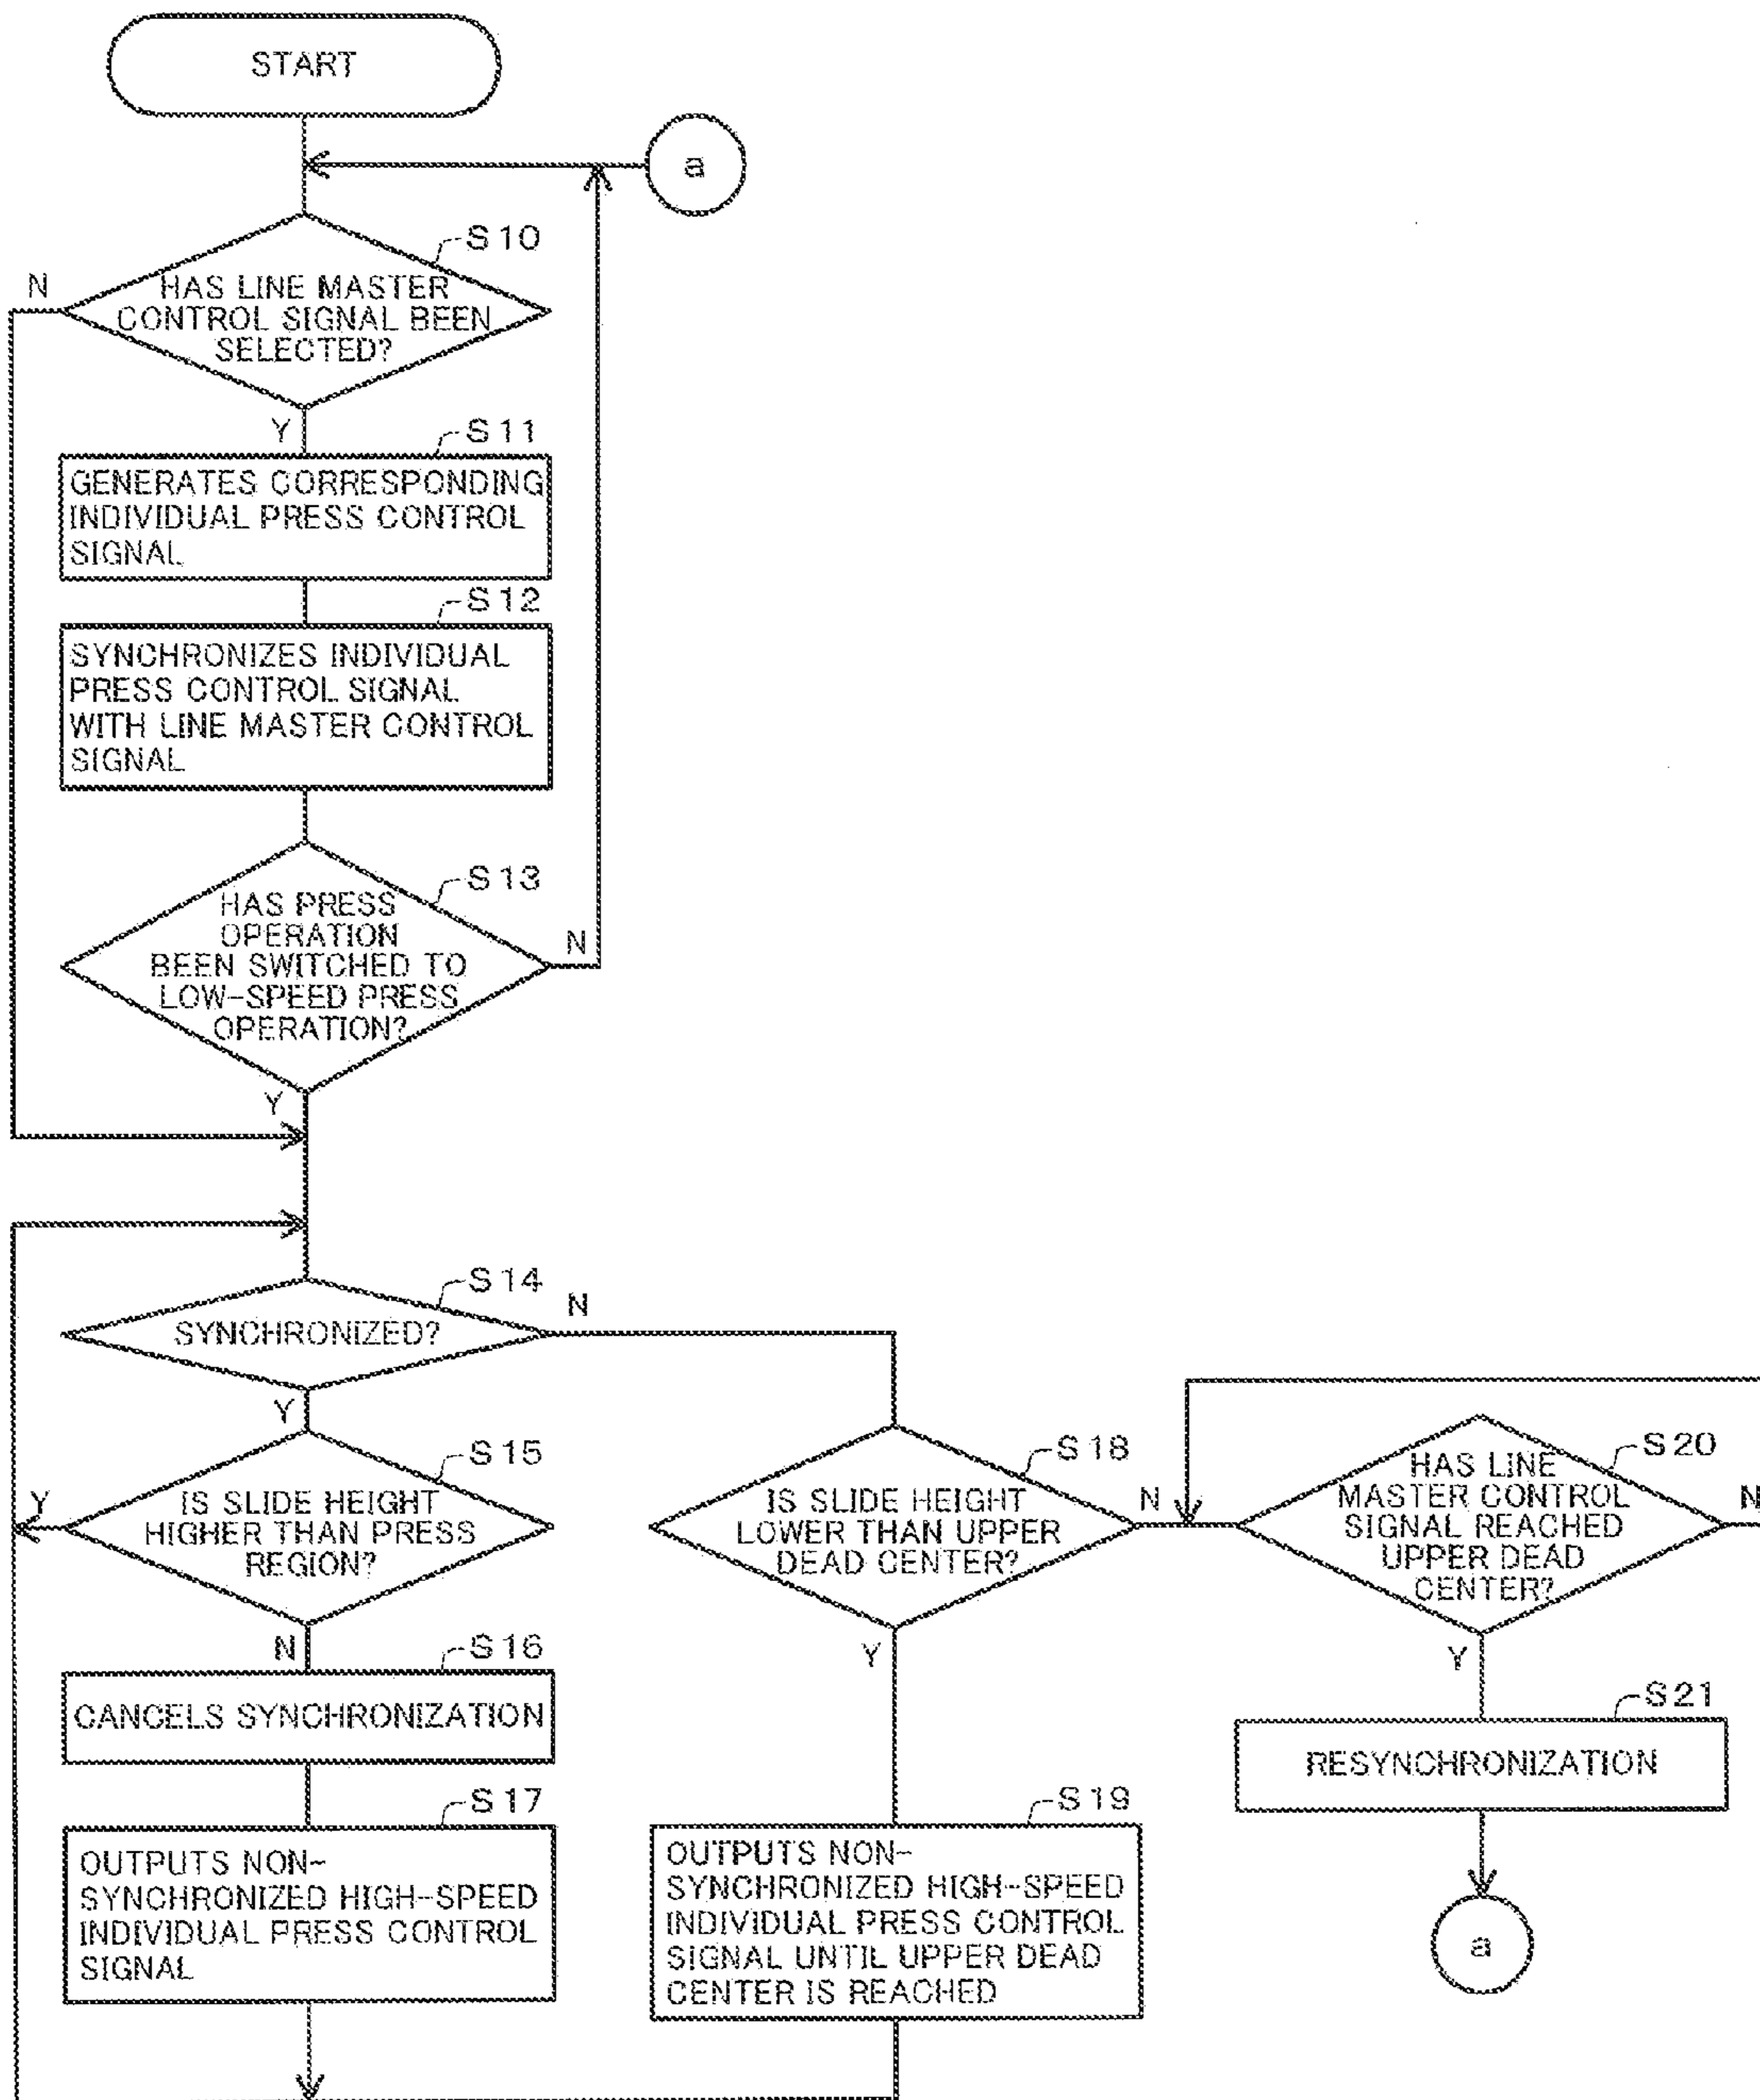 START
a
S10
N
HAS LINE MASTER
CONTROL SIGNAL BEEN
SELECTED?
Y
S11
GENERATES CORRESPONDING
INDIVIDUAL PRESS CONTROL
SIGNAL
S12
SYNCHRONIZES INDIVIDUAL
PRESS CONTROL SIGNAL
WITH LINE MASTER CONTROL
SIGNAL
S13
HAS PRESS
OPERATION
BEEN SWITCHED TO
LOW-SPEED PRESS
OPERATION?
N
Y
S14
SYNCHRONIZED?
N
Y
S15
IS SLIDE HEIGHT
HIGHER THAN PRESS
REGION?
Y
N
S16
CANCELS SYNCHRONIZATION
S17
OUTPUTS NON-
SYNCHRONIZED HIGH-SPEED
INDIVIDUAL PRESS CONTROL
SIGNAL
S18
IS SLIDE HEIGHT
LOWER THAN UPPER
DEAD CENTER?
N
Y
S19
OUTPUTS NON-
SYNCHRONIZED HIGH-SPEED
INDIVIDUAL PRESS CONTROL
SIGNAL UNTIL UPPER DEAD
CENTER IS REACHED
S20
HAS LINE
MASTER CONTROL
SIGNAL REACHED
UPPER DEAD
CENTER?
N
Y
S21
RESYNCHRONIZATION
a